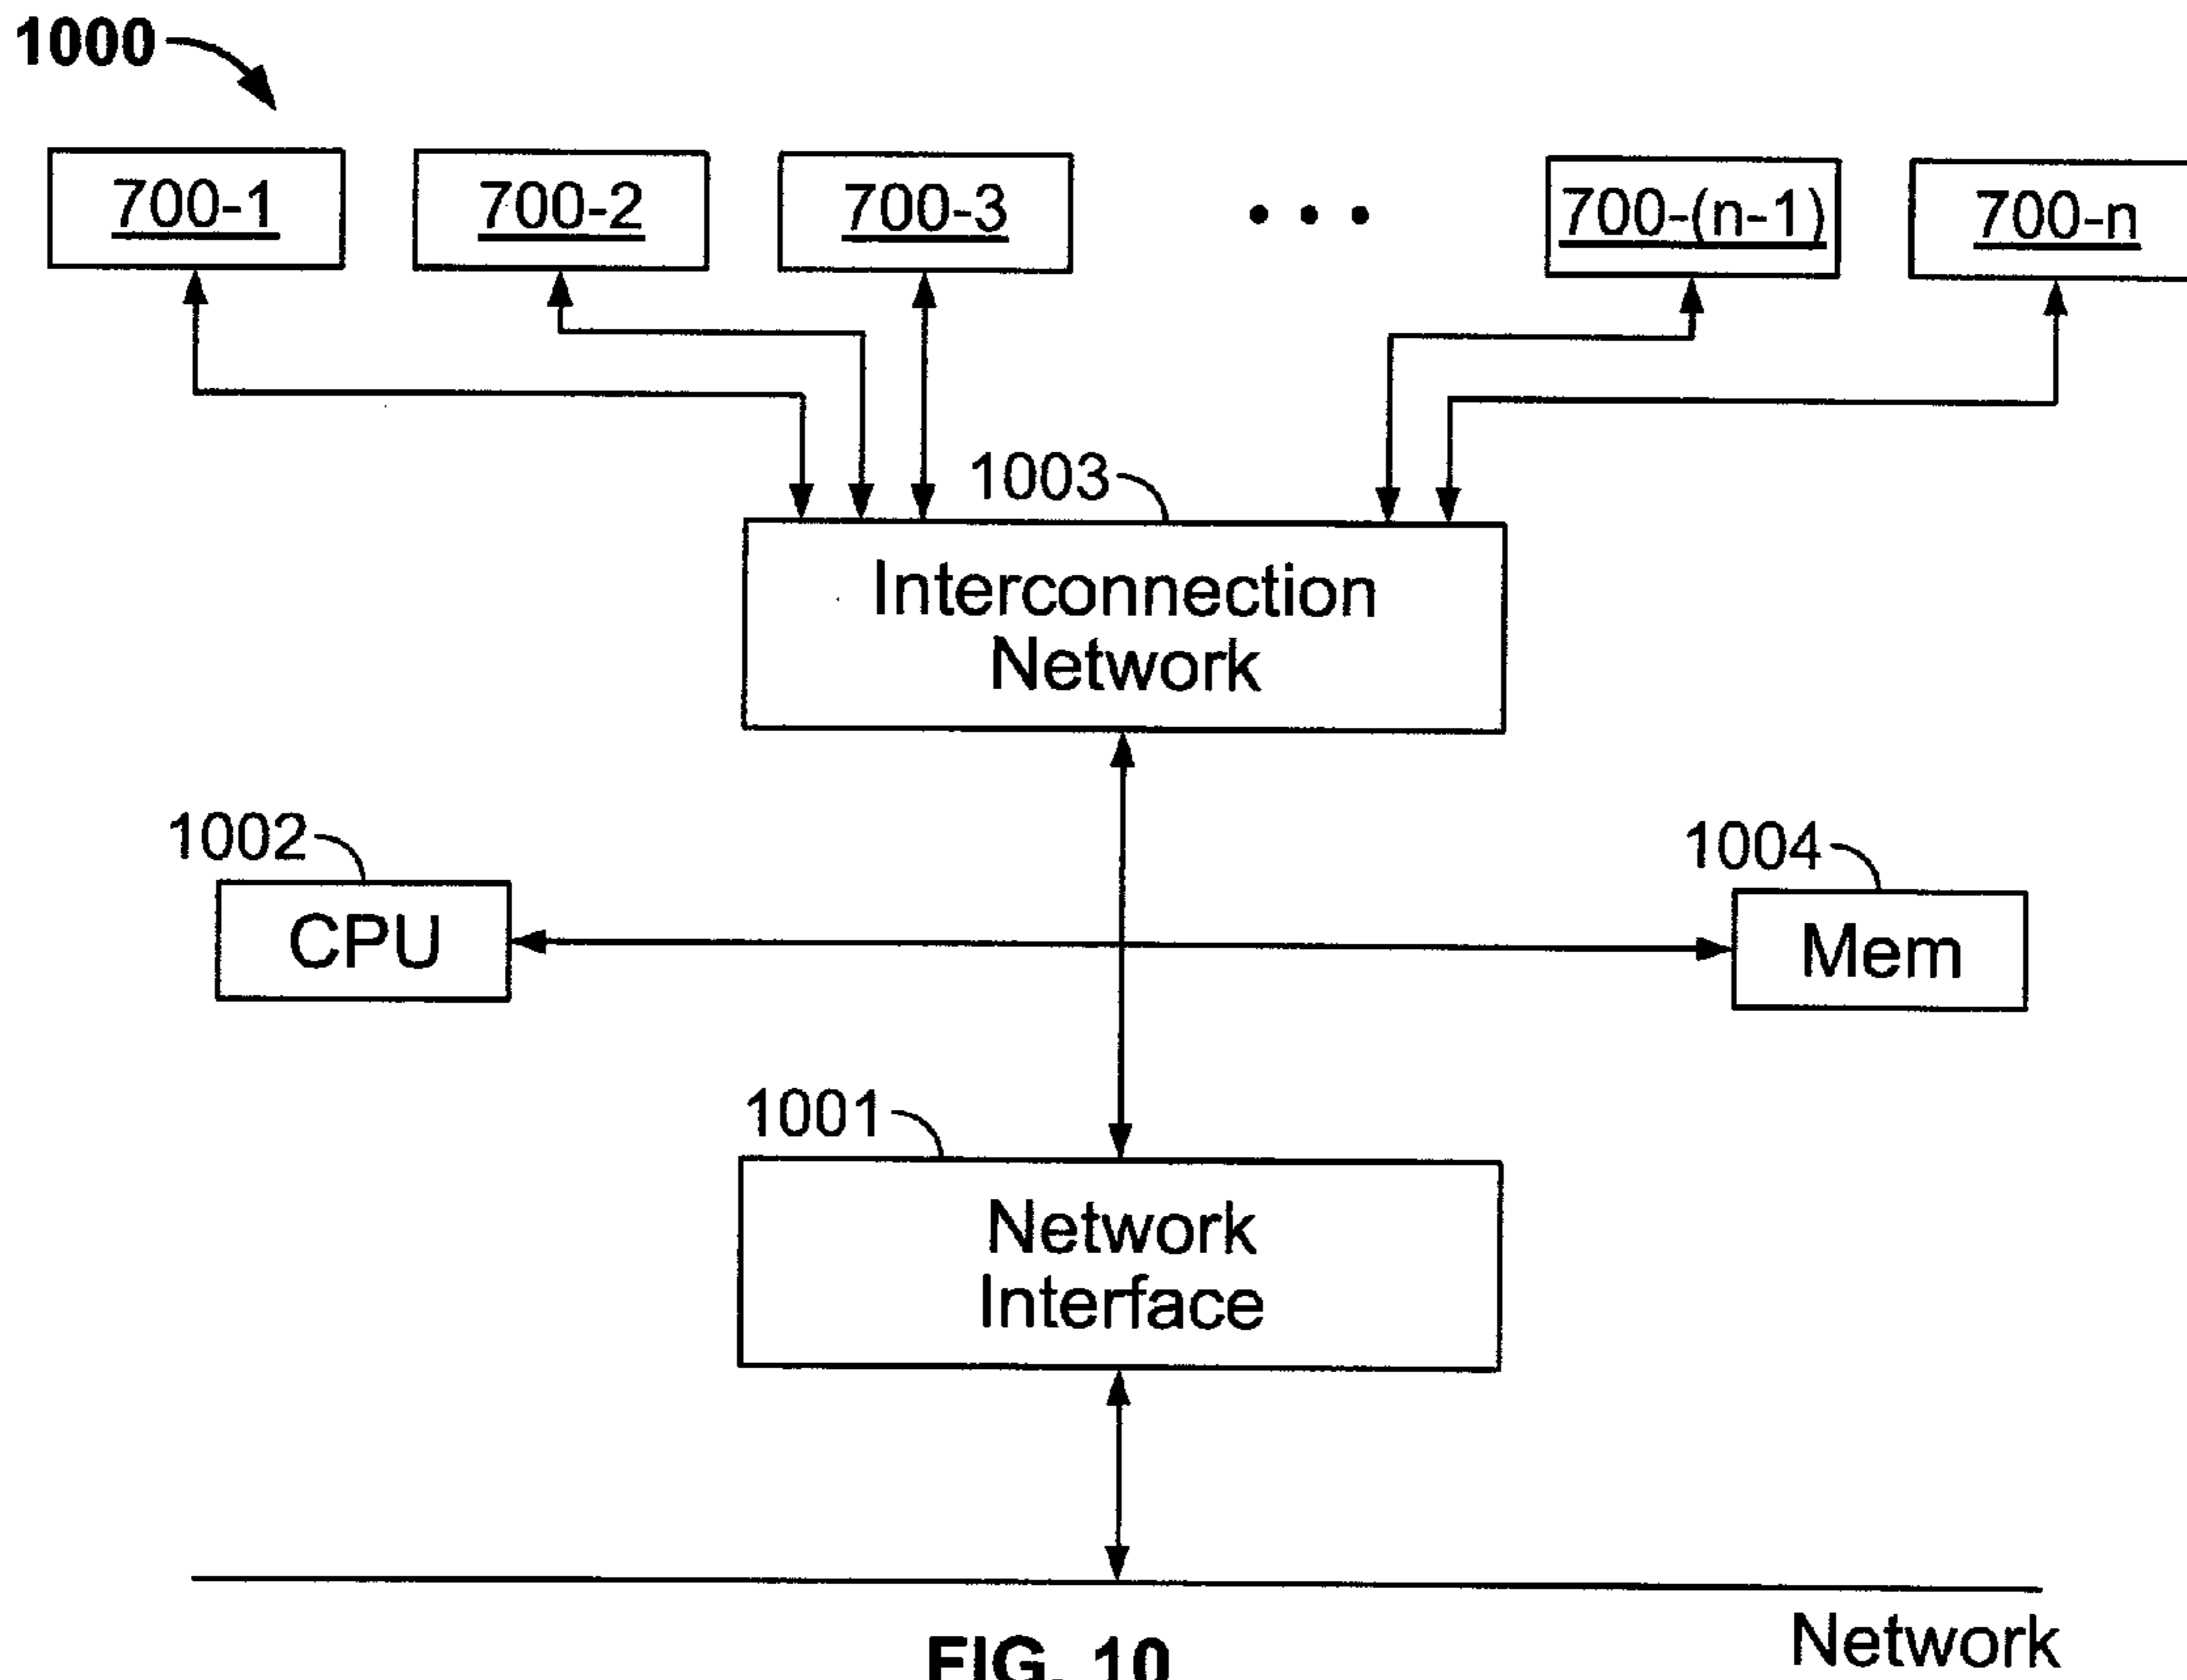 1000
700-1
700-2
700-3
• • •
700-(n-1)
700-n
1003
Interconnection
Network
1002
CPU
1004
Mem
1001
Network
Interface
Network
FIG. 10